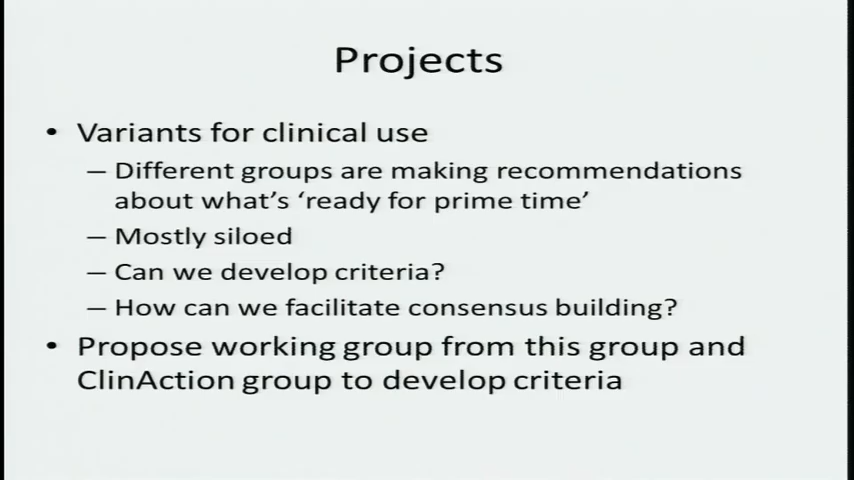 Projects
• Variants for clinical use
– Different groups are making recommendations
about what's 'ready for prime time'
– Mostly siloed
– Can we develop criteria?
– How can we facilitate consensus building?
• Propose working group from this group and
ClinAction group to develop criteria